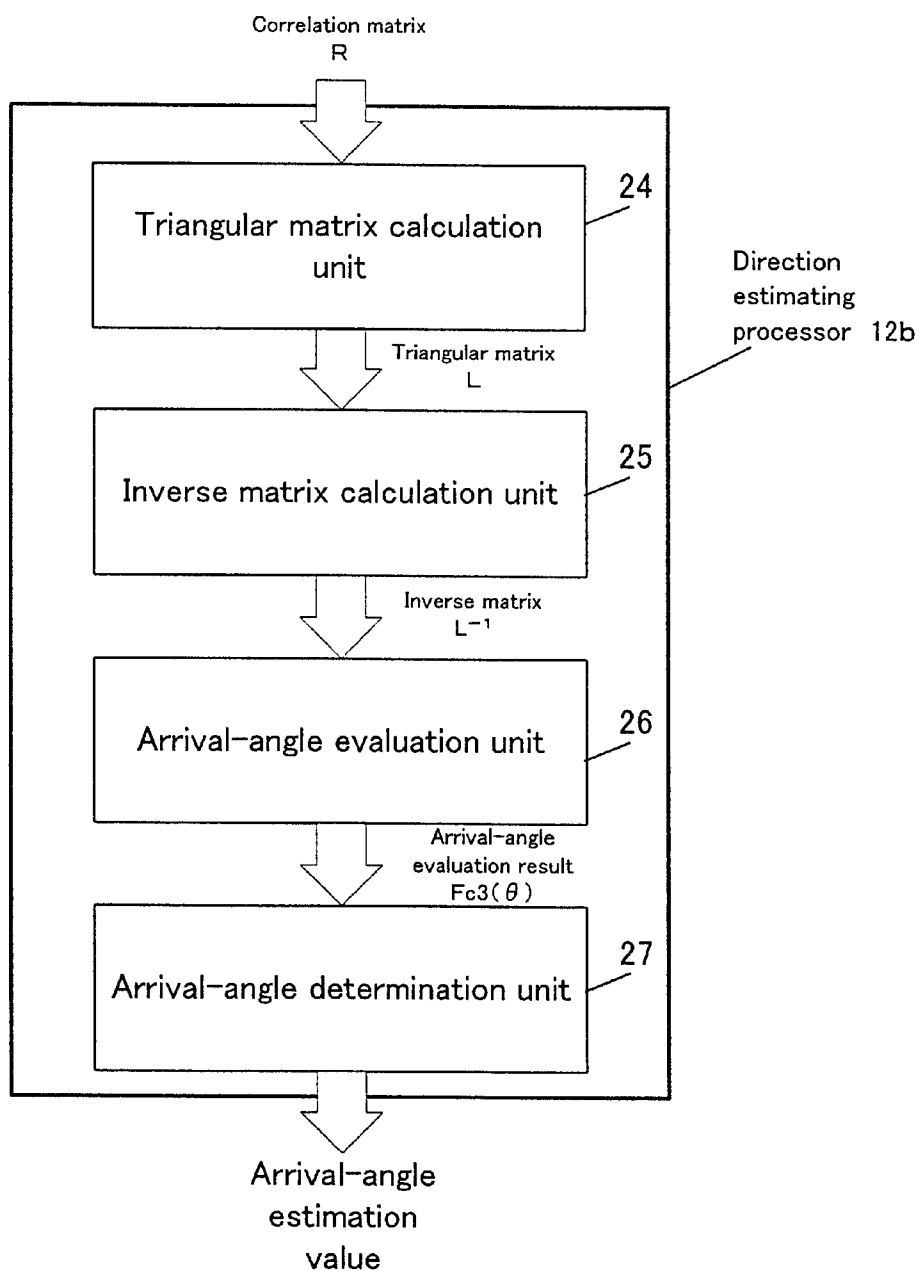 Correlation matrix
R
24
Triangular matrix calculation
unit
Direction
estimating
processor 12b
Triangular matrix
L
25
Inverse matrix calculation unit
Inverse matrix
L⁻¹
26
Arrival-angle evaluation unit
Arrival-angle
evaluation result
Fc3(θ)
27
Arrival-angle determination unit
Arrival-angle
estimation
value